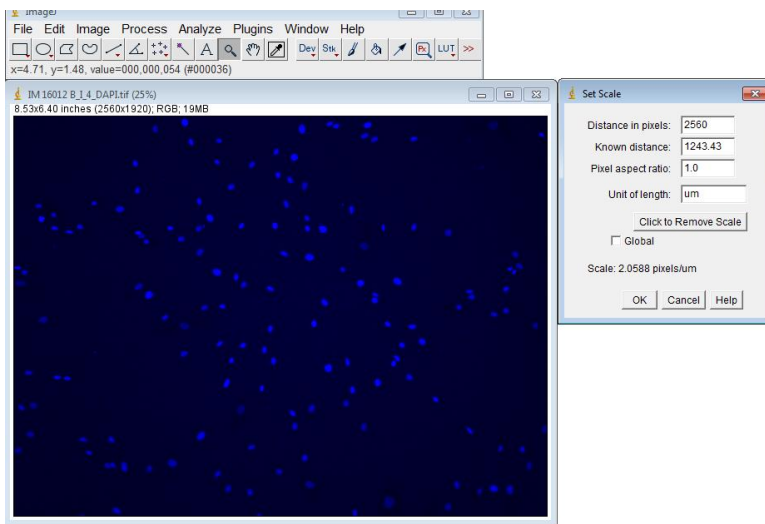 ImageJ
File Edit Image Process Analyze Plugins Window Help
A Dev Stk Px LUT >>
x=4.71, y=1.48, value=000,000,054 (#000036)
IM 16012 B_I_4_DAPI.tif (25%)
8.53x6.40 inches (2560x1920); RGB; 19MB
Set Scale
Distance in pixels: 2560
Known distance: 1243.43
Pixel aspect ratio: 1.0
Unit of length: um
Click to Remove Scale
Global
Scale: 2.0588 pixels/um
OK Cancel Help